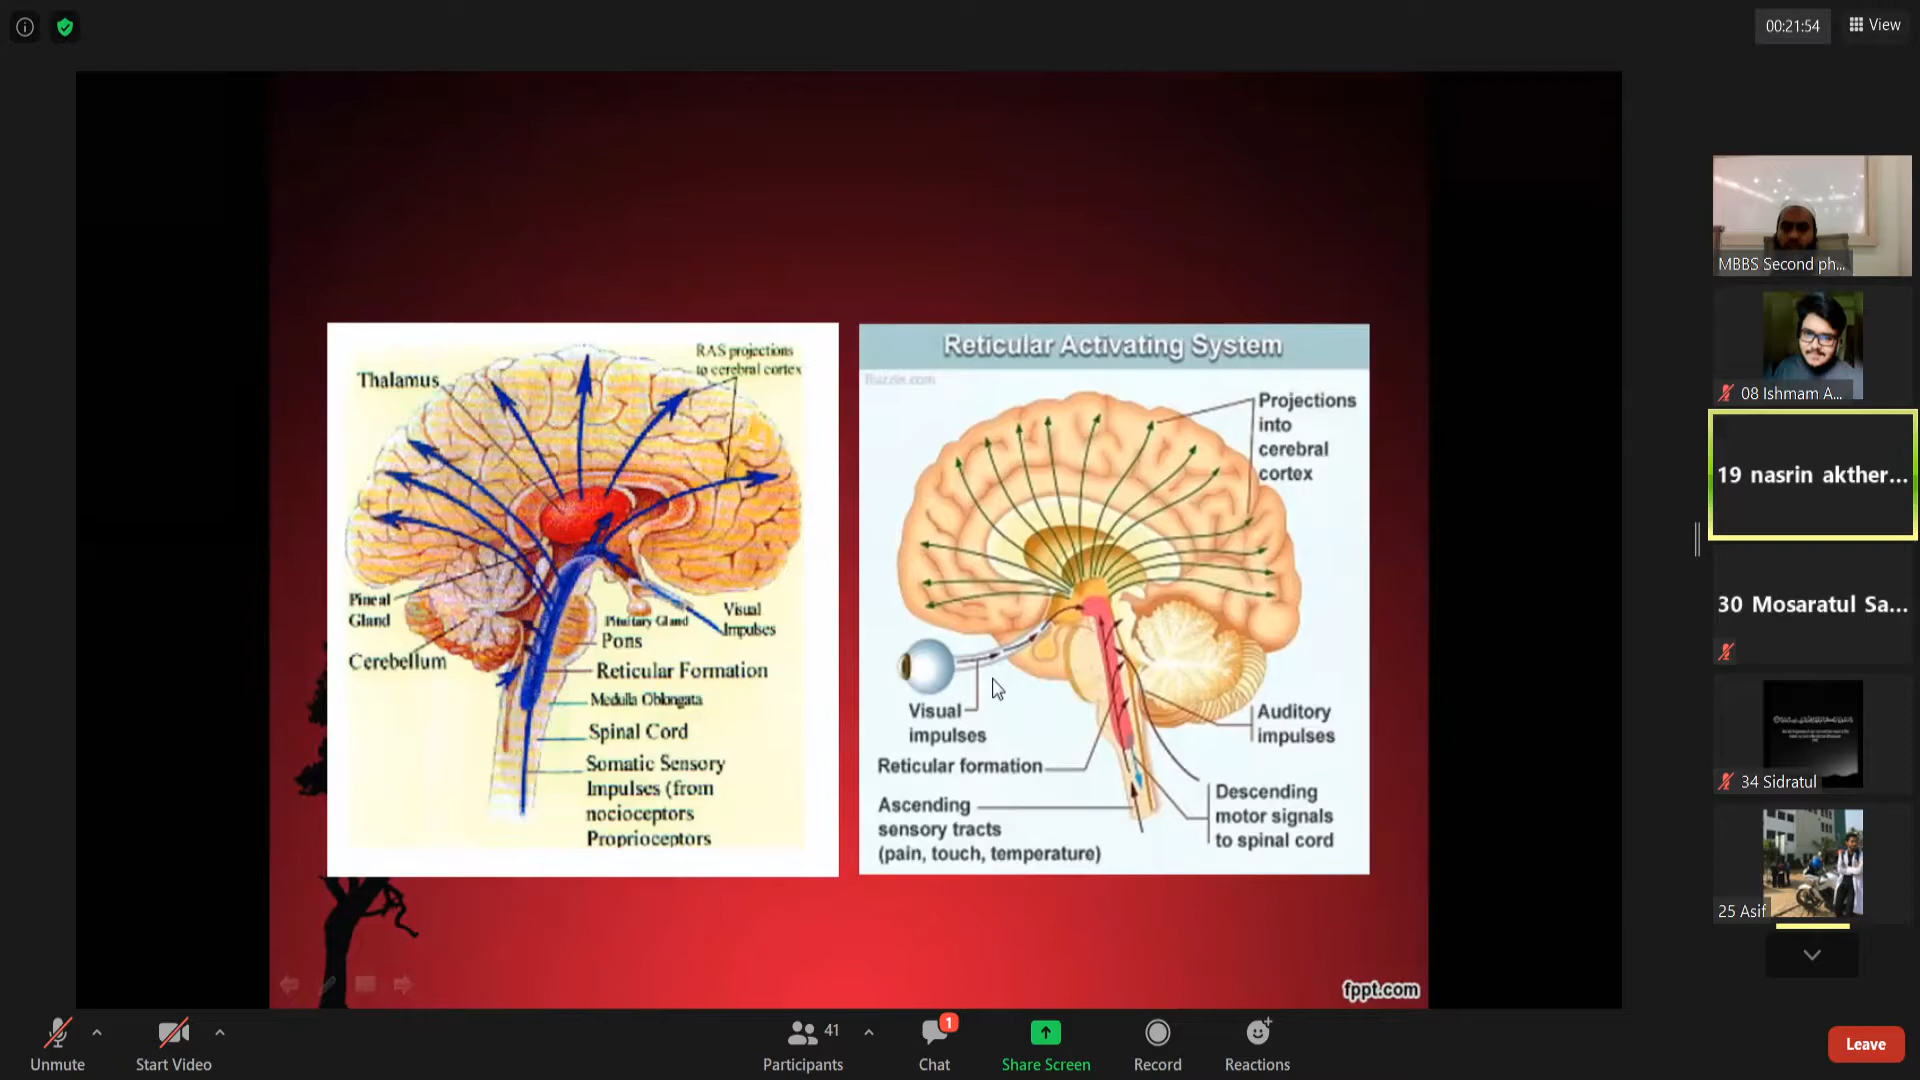 00:21:54
View
Thalamus
RAS projections
to cerebral cortex
Pineal
Gland
Cerebellum
Pituitary Gland
Pons
Visual
Impulses
Reticular Formation
Medulla Oblongata
Spinal Cord
Somatic Sensory
Impulses (from
nocioceptors
Proprioceptors
Reticular Activating System
Buzzle.com
Projections
into
cerebral
cortex
Visual
impulses
Auditory
impulses
Reticular formation
Ascending
sensory tracts
(pain, touch, temperature)
Descending
motor signals
to spinal cord
fppt.com
MBBS Second ph...
08 Ishmam A...
19 nasrin akther...
30 Mosaratul Sa...
34 Sidratul
25 Asif
Unmute
Start Video
41
Participants
1
Chat
Share Screen
Record
Reactions
Leave